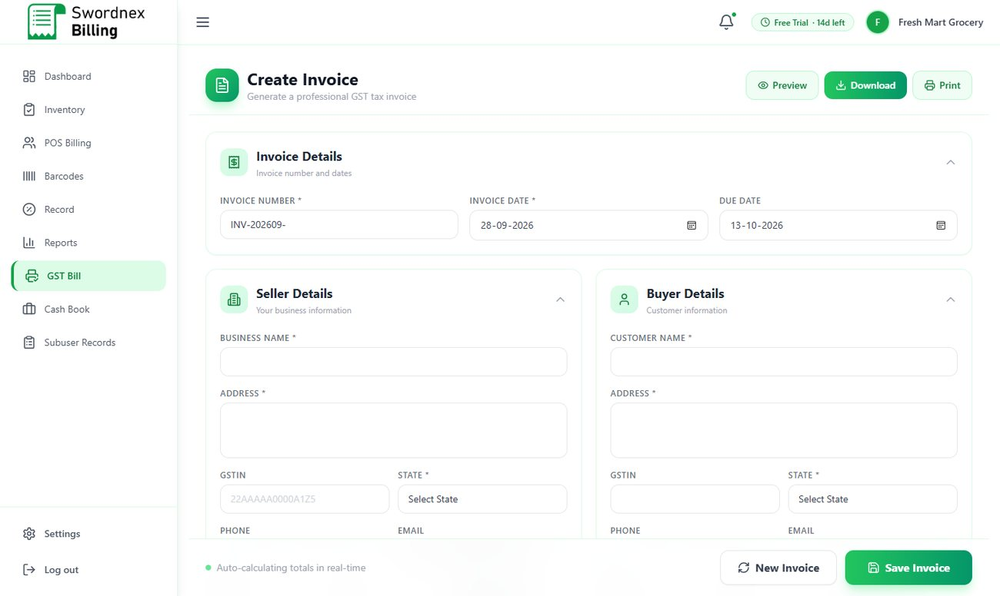 Swordnex
Billing
Free Trial · 14d left
F
Fresh Mart Grocery
Dashboard
Inventory
POS Billing
Barcodes
Record
Reports
GST Bill
Cash Book
Subuser Records
Settings
Log out
Create Invoice
Generate a professional GST tax invoice
Preview
Download
Print
Invoice Details
Invoice number and dates
INVOICE NUMBER *
INVOICE DATE *
DUE DATE
INV-202609-
28-09-2026
13-10-2026
Seller Details
Your business information
BUSINESS NAME *
ADDRESS *
GSTIN
STATE *
22AAAAA0000A1Z5
Select State
PHONE
EMAIL
Buyer Details
Customer information
CUSTOMER NAME *
ADDRESS *
GSTIN
STATE *
Select State
PHONE
EMAIL
Auto-calculating totals in real-time
New Invoice
Save Invoice